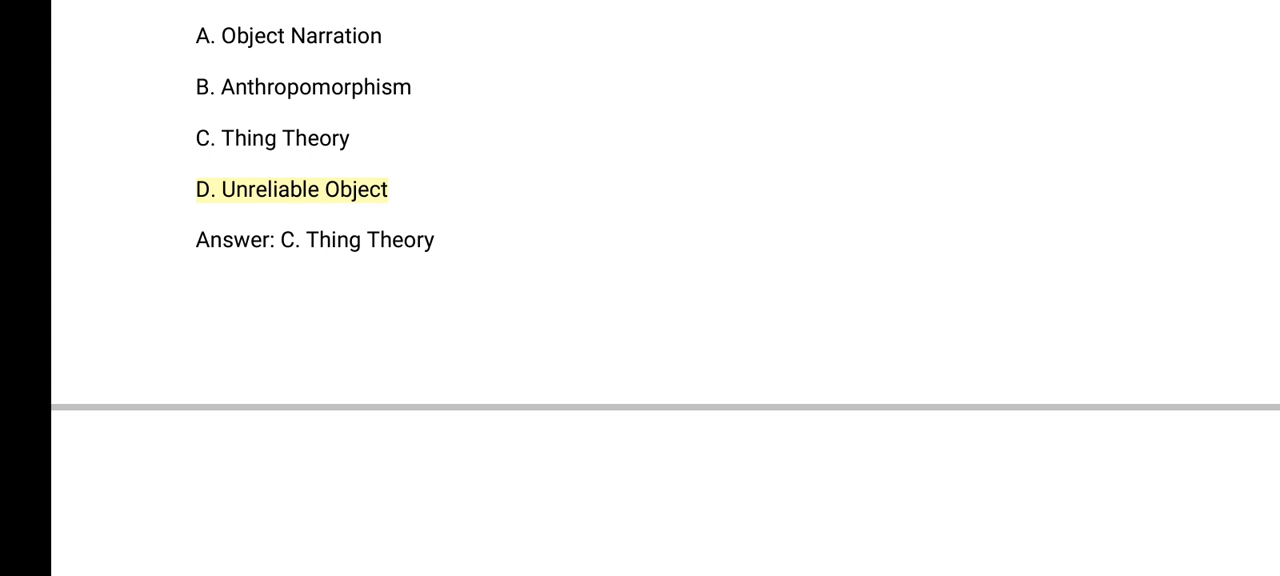 A. Object Narration
B. Anthropomorphism
C. Thing Theory
D. Unreliable Object
Answer: C. Thing Theory